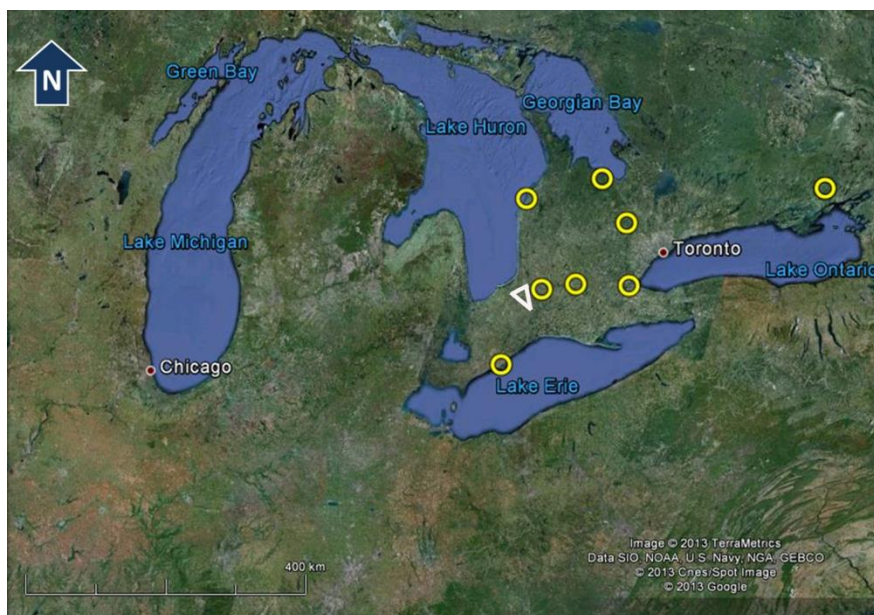 N
Green Bay
Georgian Bay
Lake Huron
Lake Michigan
Toronto
Lake Ontario
Chicago
Lake Erie
400 km
Image © 2013 TerraMetrics
Data SIO, NOAA, U.S. Navy, NGA, GEBCO
© 2013 Cnes/Spot Image
© 2013 Google